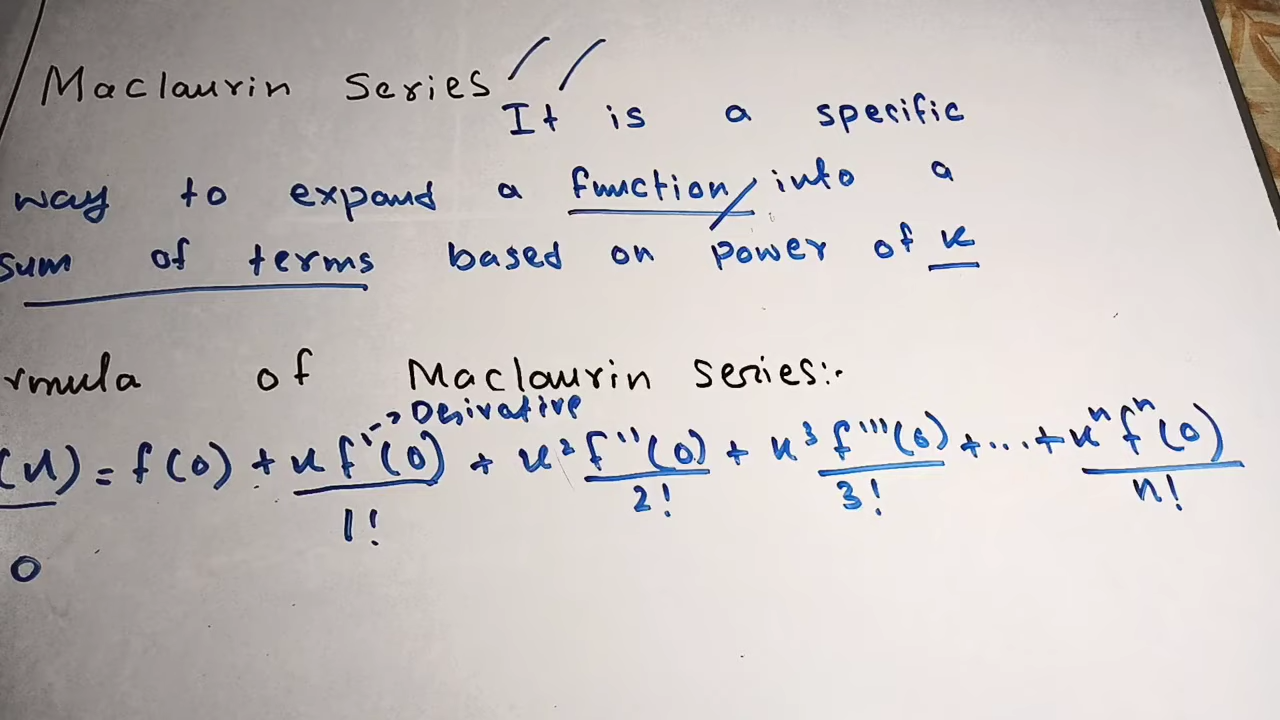 Maclaurin Series
It is a specific
way to expand a function into a
sum of terms based on power of x
rmula of Maclaurin series:-
-> Derivative
(x) = f(0) + x f'(0)/1! + x² f''(0)/2! + x³ f'''(0)/3! + ... + xⁿ fⁿ(0)/n!
0